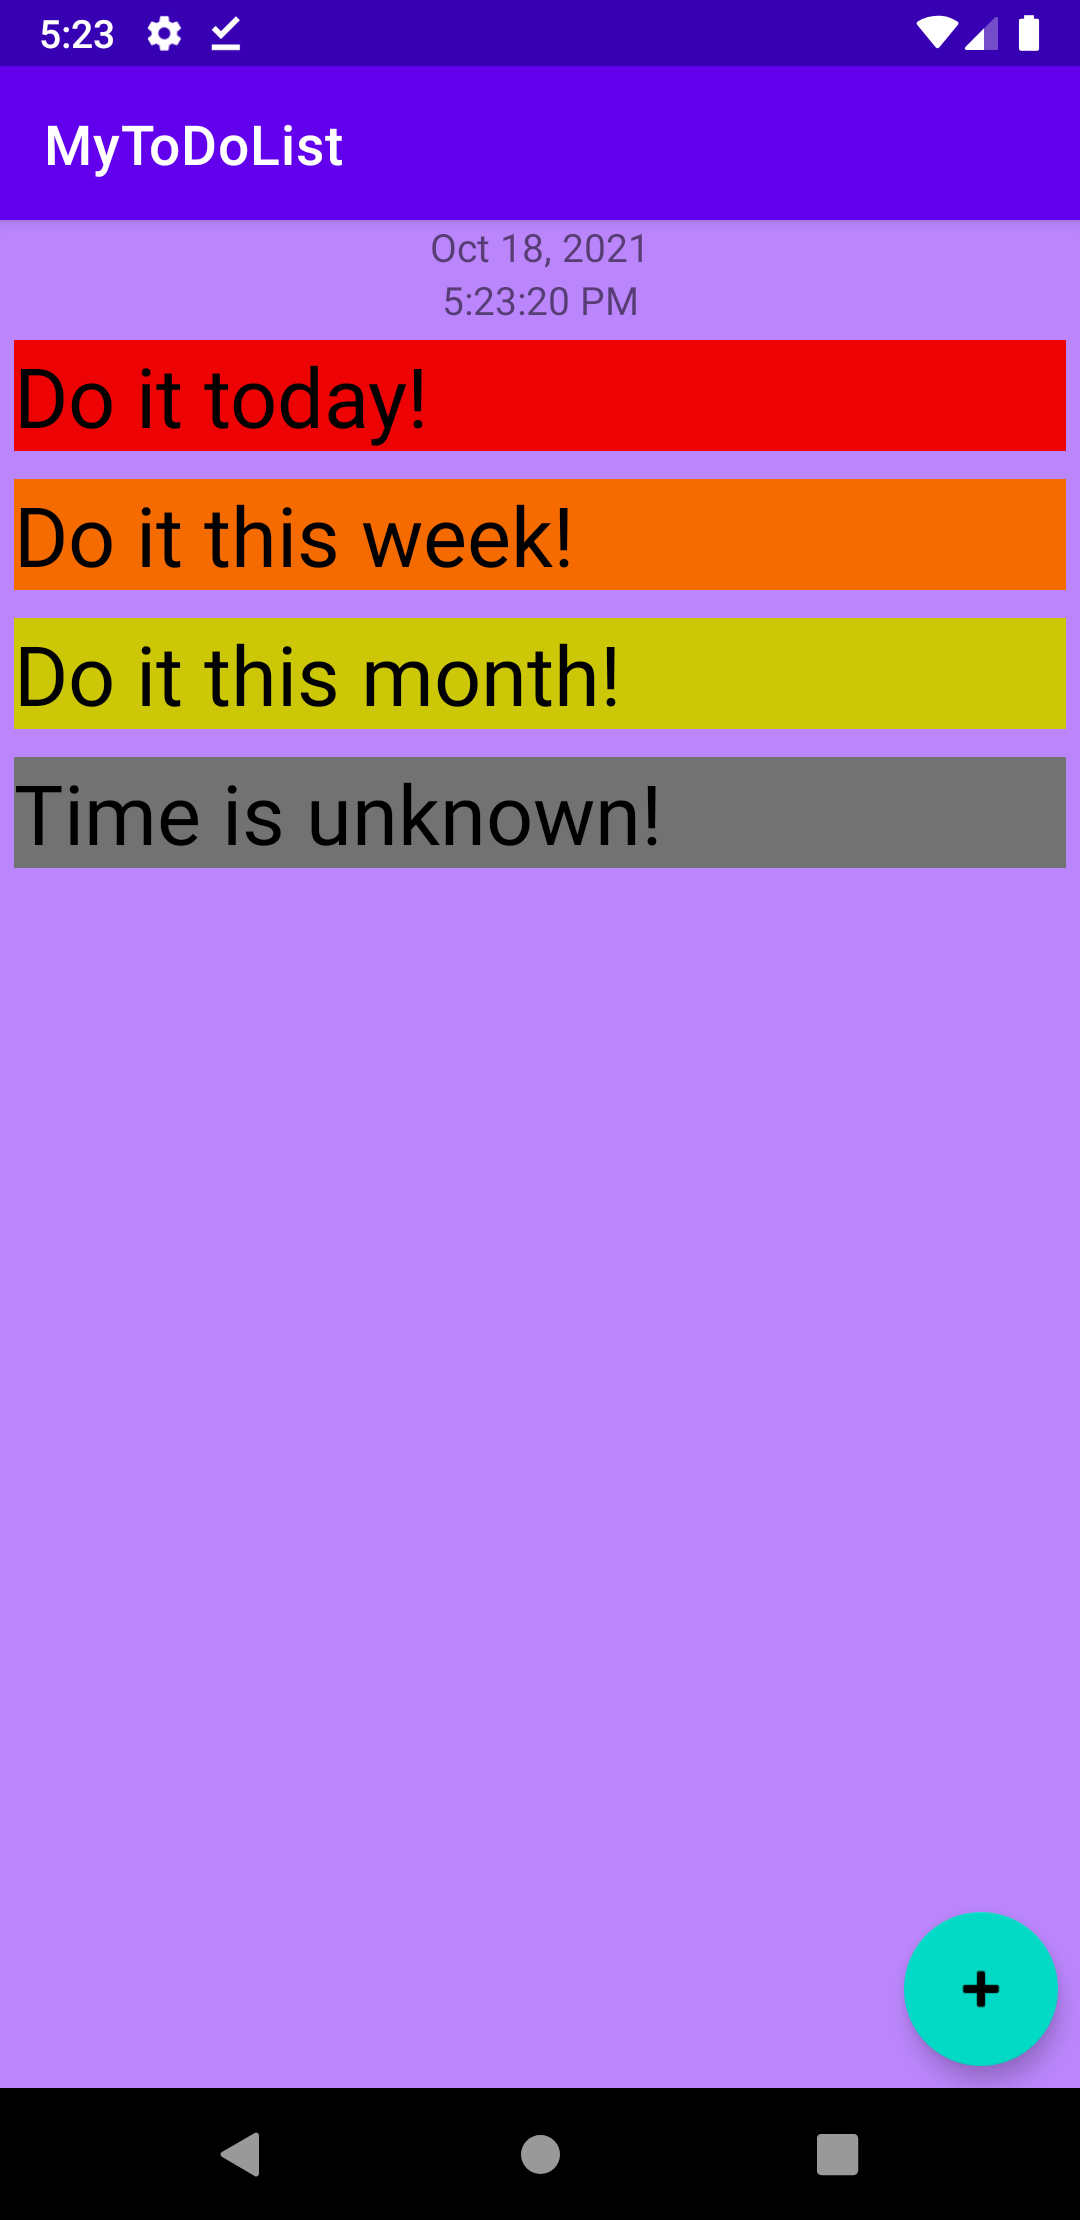 5:23
MyToDoList
Oct 18, 2021
5:23:20 PM
Do it today!
Do it this week!
Do it this month!
Time is unknown!
+